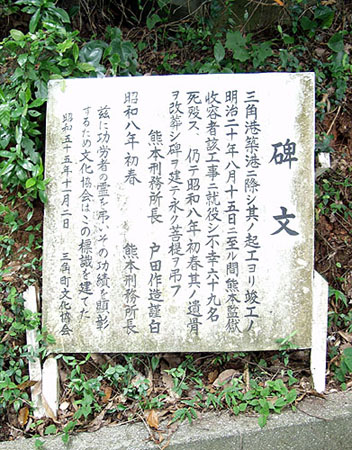 碑文
三角港築港ニ際シ其ノ起工ヨリ竣工ノ
明治二十年八月十五日ニ至ル間熊本監獄
收容者該工事ニ就役シ不幸六十九名
死歿ス 仍テ昭和八年初春其ノ遺骨
ヲ改葬シ碑ヲ建テ永ク菩提ヲ弔フ
熊本刑務所長 戸田作造謹白
昭和八年初春 熊本刑務所長
茲に功労者の霊を弔いその功績を顕彰
するため文化協会はこの標識を建てた
昭和五五年十一月二日 三角町文化協会